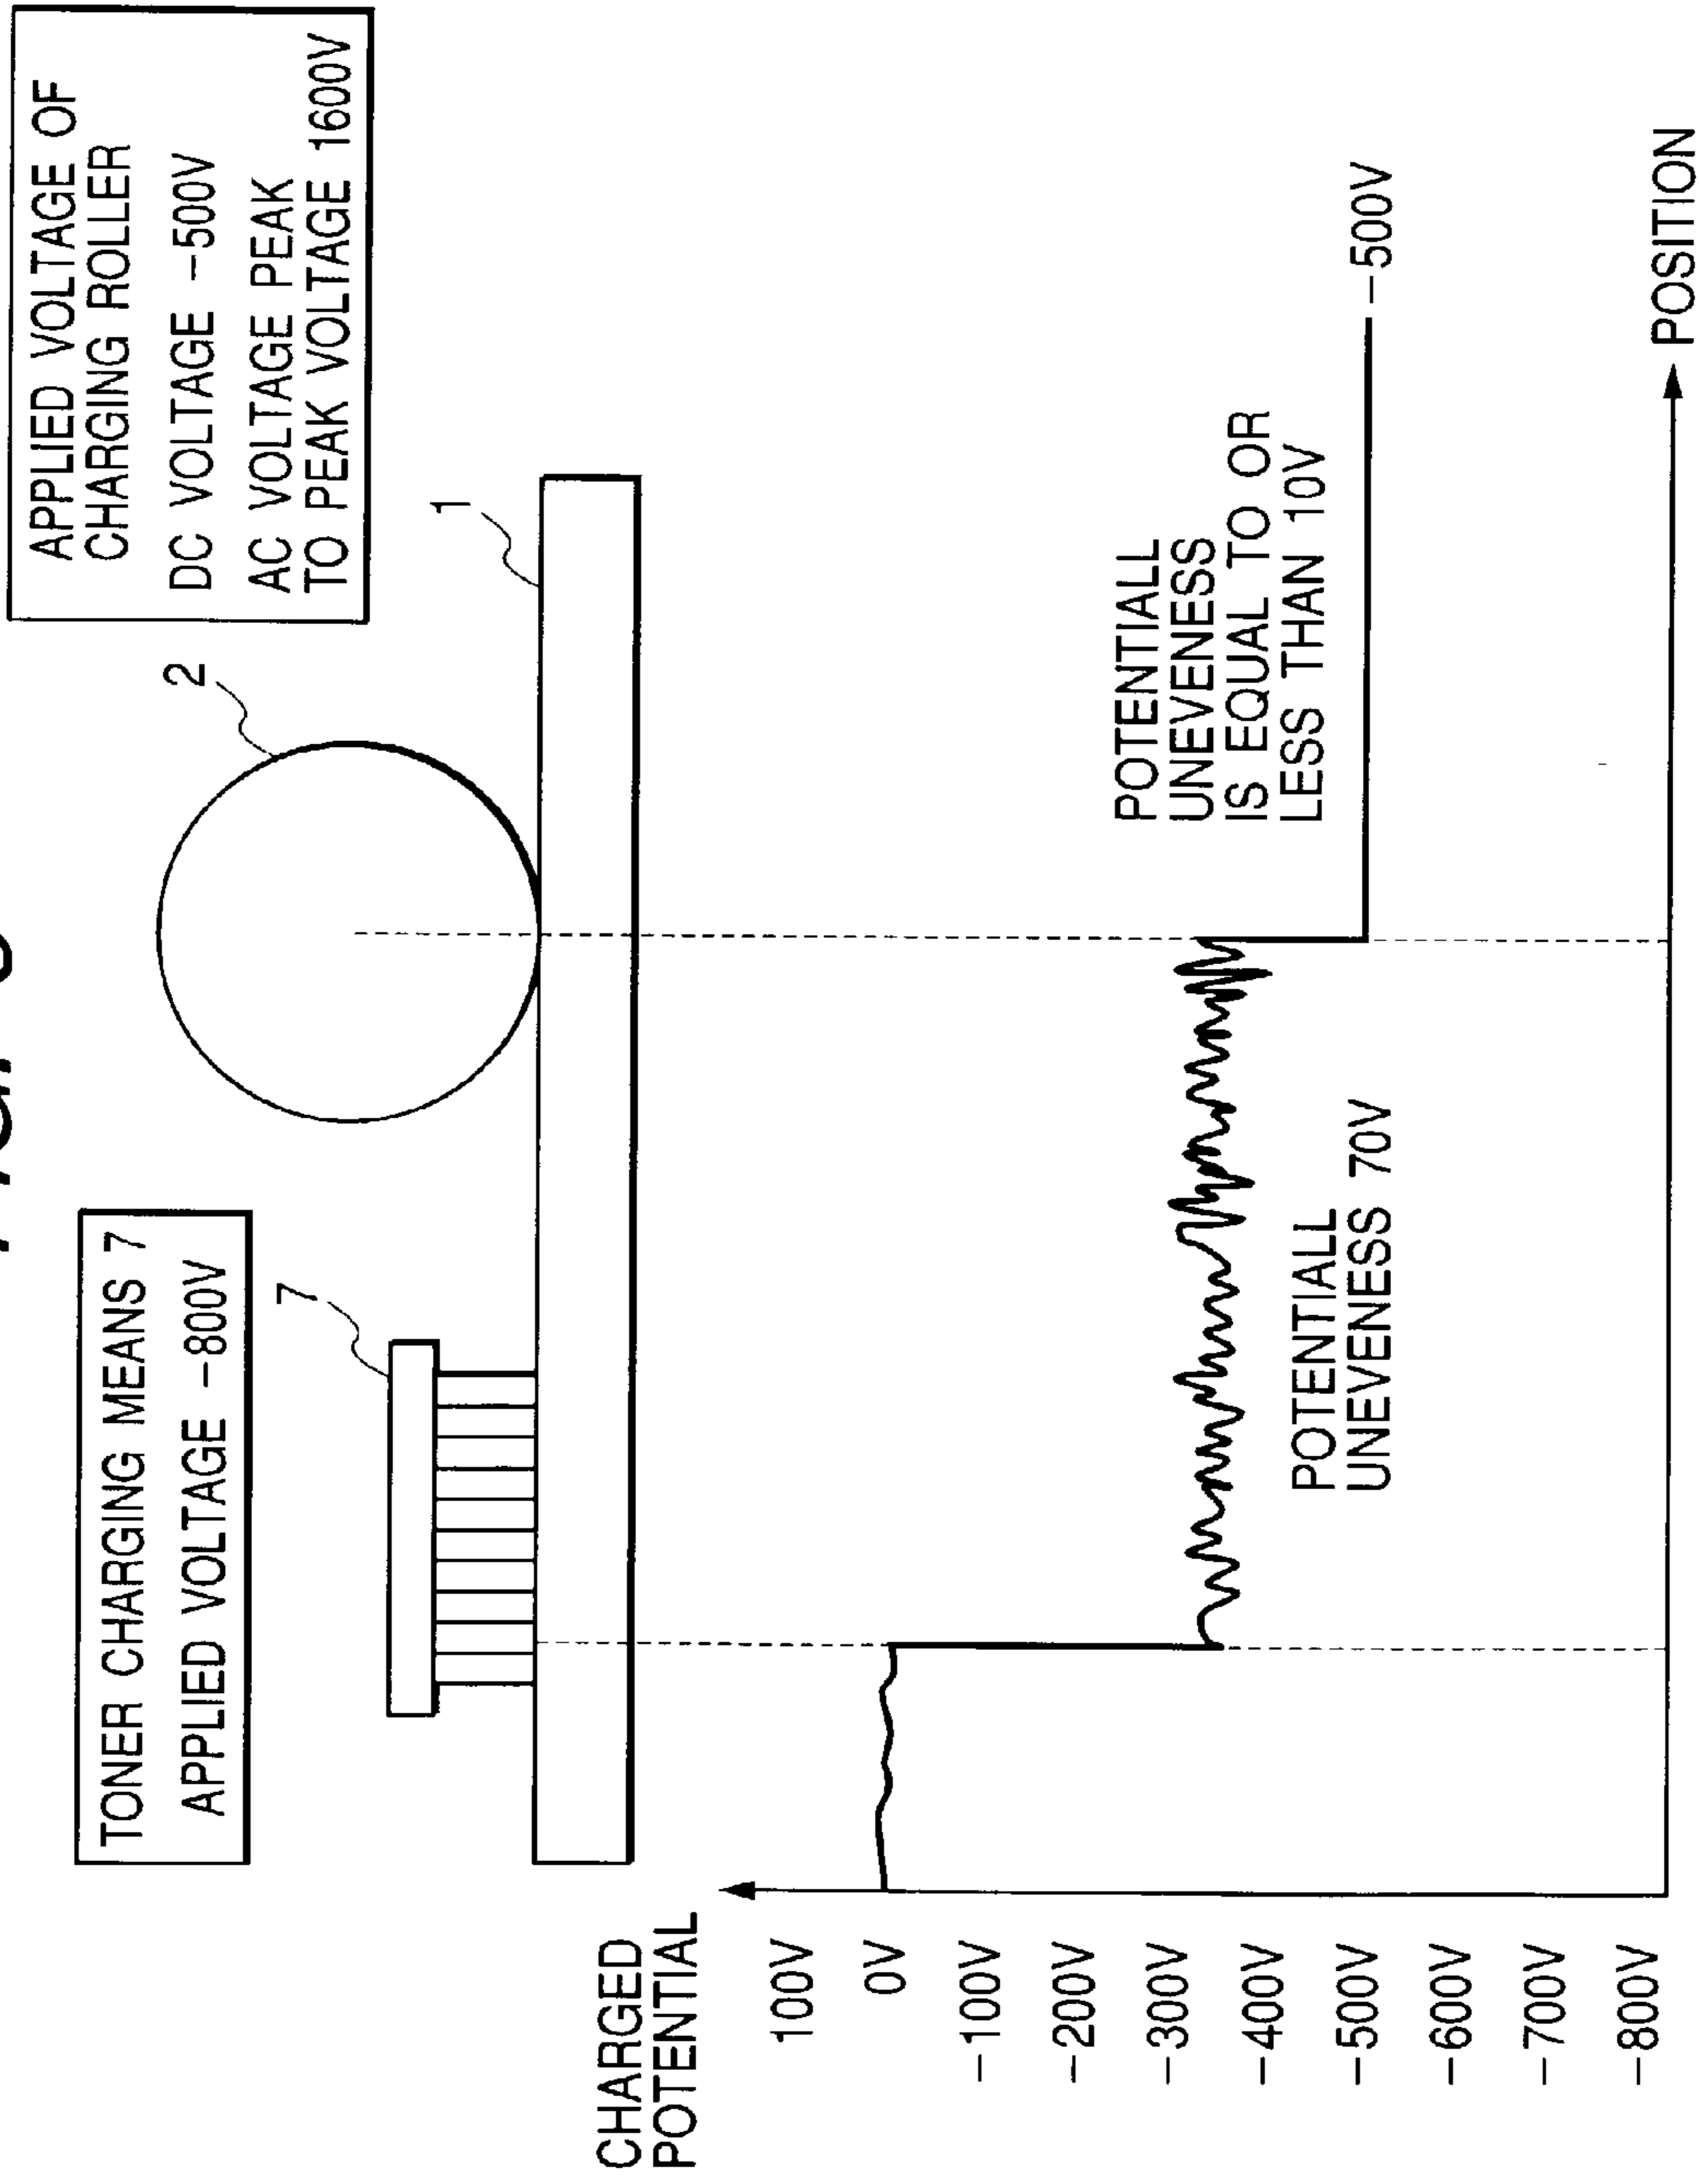 TONER CHARGING MEANS 7
APPLIED VOLTAGE -800V
APPLIED VOLTAGE OF
CHARGING ROLLER
DC VOLTAGE -500V
AC VOLTAGE PEAK
TO PEAK VOLTAGE 1600V
7
2
1
CHARGED
POTENTIAL
100V
0V
-100V
-200V
-300V
-400V
-500V
-600V
-700V
-800V
POTENTIALL
UNEVENESS 70V
POTENTIALL
UNEVENESS
IS EQUAL TO OR
LESS THAN 10V
-500V
POSITION